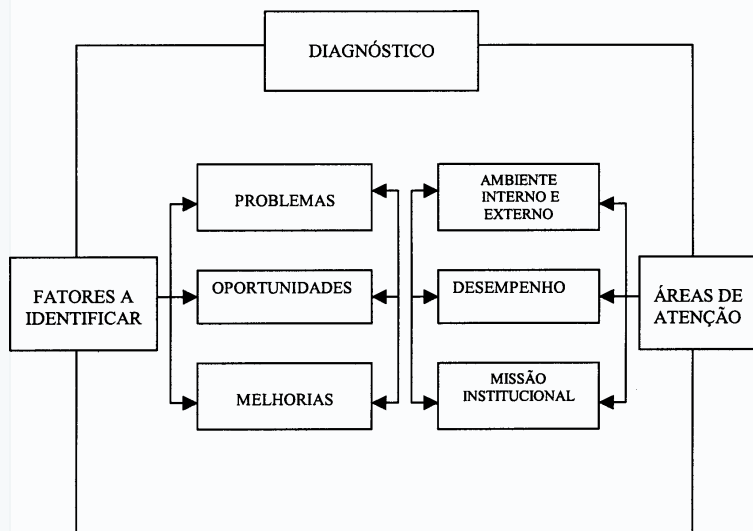 DIAGNÓSTICO
PROBLEMAS
AMBIENTE
INTERNO E
EXTERNO
FATORES A
IDENTIFICAR
OPORTUNIDADES
DESEMPENHO
ÁREAS DE
ATENÇÃO
MELHORIAS
MISSÃO
INSTITUCIONAL